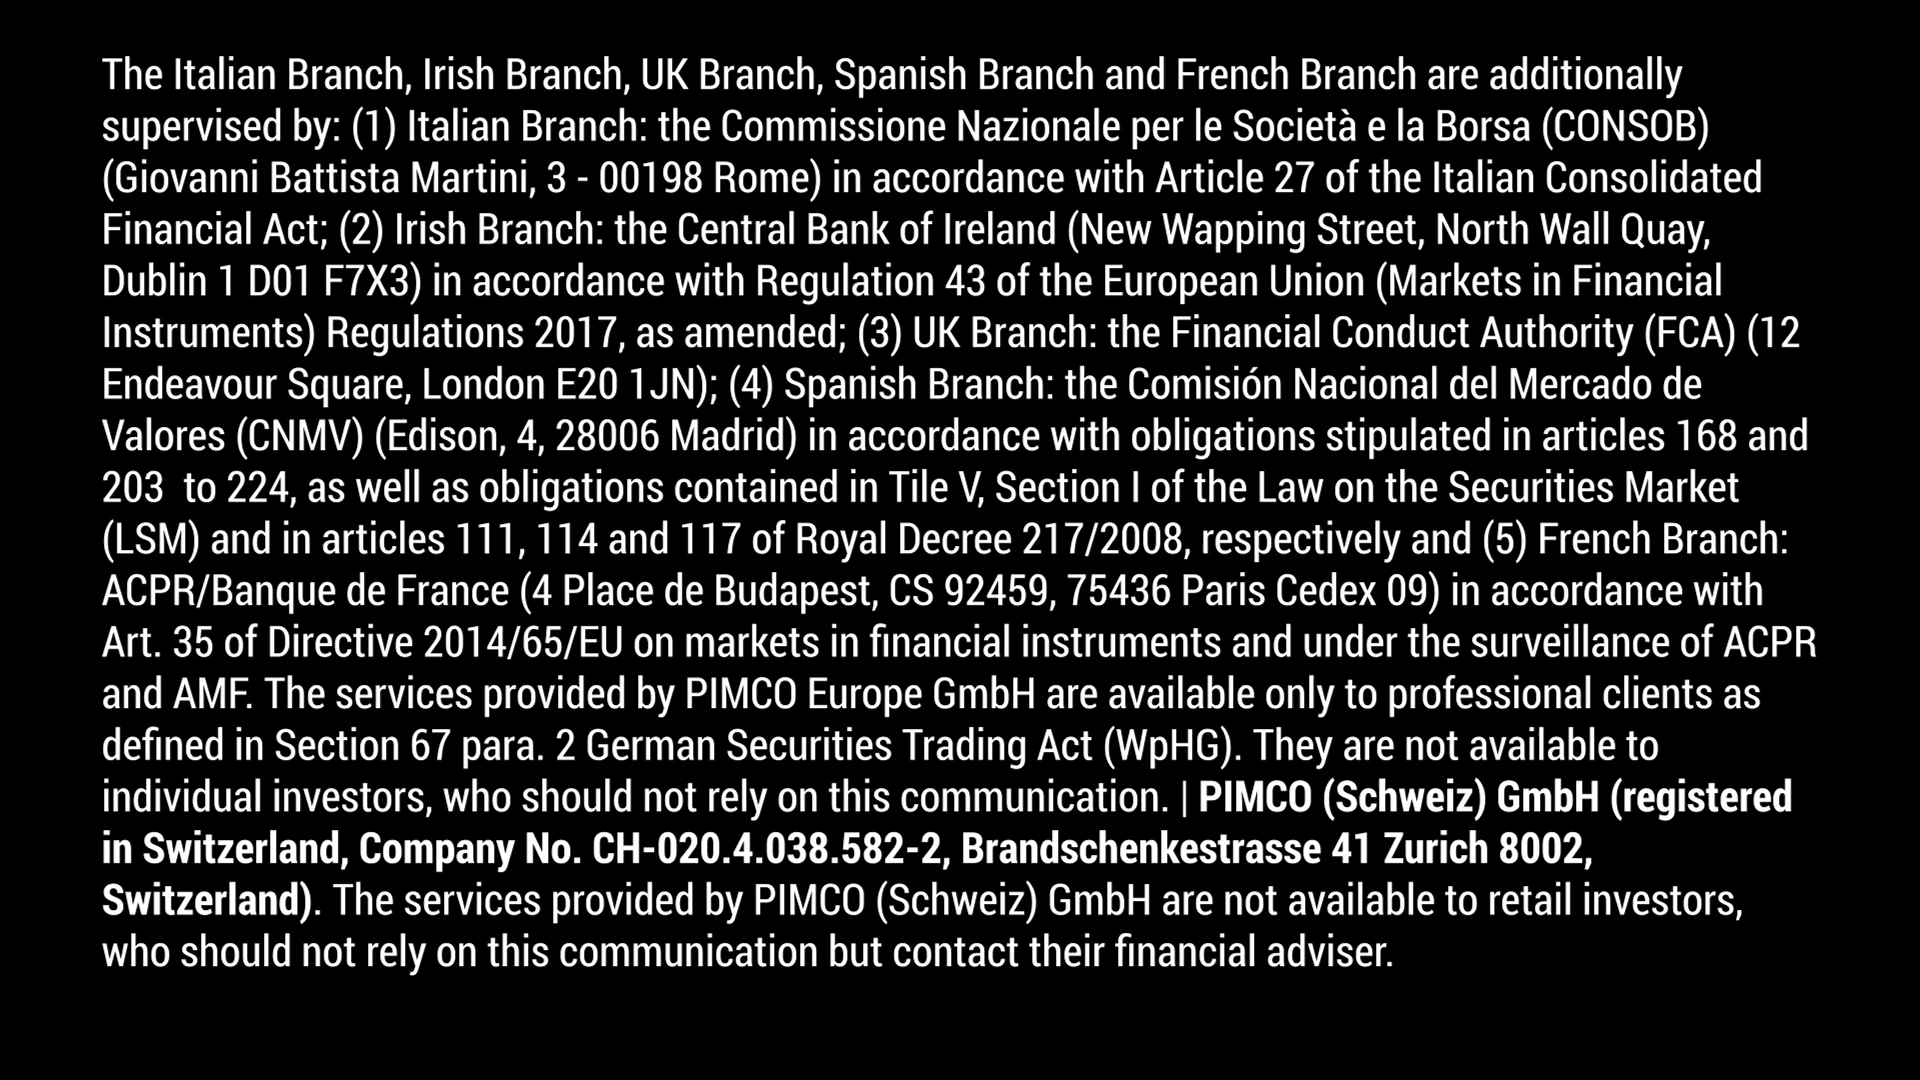 The Italian Branch, Irish Branch, UK Branch, Spanish Branch and French Branch are additionally
supervised by: (1) Italian Branch: the Commissione Nazionale per le Società e la Borsa (CONSOB)
(Giovanni Battista Martini, 3 - 00198 Rome) in accordance with Article 27 of the Italian Consolidated
Financial Act; (2) Irish Branch: the Central Bank of Ireland (New Wapping Street, North Wall Quay,
Dublin 1 D01 F7X3) in accordance with Regulation 43 of the European Union (Markets in Financial
Instruments) Regulations 2017, as amended; (3) UK Branch: the Financial Conduct Authority (FCA) (12
Endeavour Square, London E20 1JN); (4) Spanish Branch: the Comisión Nacional del Mercado de
Valores (CNMV) (Edison, 4, 28006 Madrid) in accordance with obligations stipulated in articles 168 and
203  to 224, as well as obligations contained in Tile V, Section I of the Law on the Securities Market
(LSM) and in articles 111, 114 and 117 of Royal Decree 217/2008, respectively and (5) French Branch:
ACPR/Banque de France (4 Place de Budapest, CS 92459, 75436 Paris Cedex 09) in accordance with
Art. 35 of Directive 2014/65/EU on markets in financial instruments and under the surveillance of ACPR
and AMF. The services provided by PIMCO Europe GmbH are available only to professional clients as
defined in Section 67 para. 2 German Securities Trading Act (WpHG). They are not available to
individual investors, who should not rely on this communication. | PIMCO (Schweiz) GmbH (registered
in Switzerland, Company No. CH-020.4.038.582-2, Brandschenkestrasse 41 Zurich 8002,
Switzerland). The services provided by PIMCO (Schweiz) GmbH are not available to retail investors,
who should not rely on this communication but contact their financial adviser.